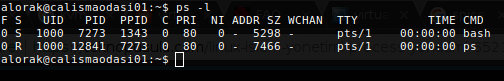 alorak@calismaodasi01:~$ ps -l
F S UID PID PPID C PRI NI ADDR SZ WCHAN TTY TIME CMD
0 S 1000 7273 1343 0 80 0 - 5298 - pts/1 00:00:00 bash
0 R 1000 12841 7273 0 80 0 - 7466 - pts/1 00:00:00 ps
alorak@calismaodasi01:~$